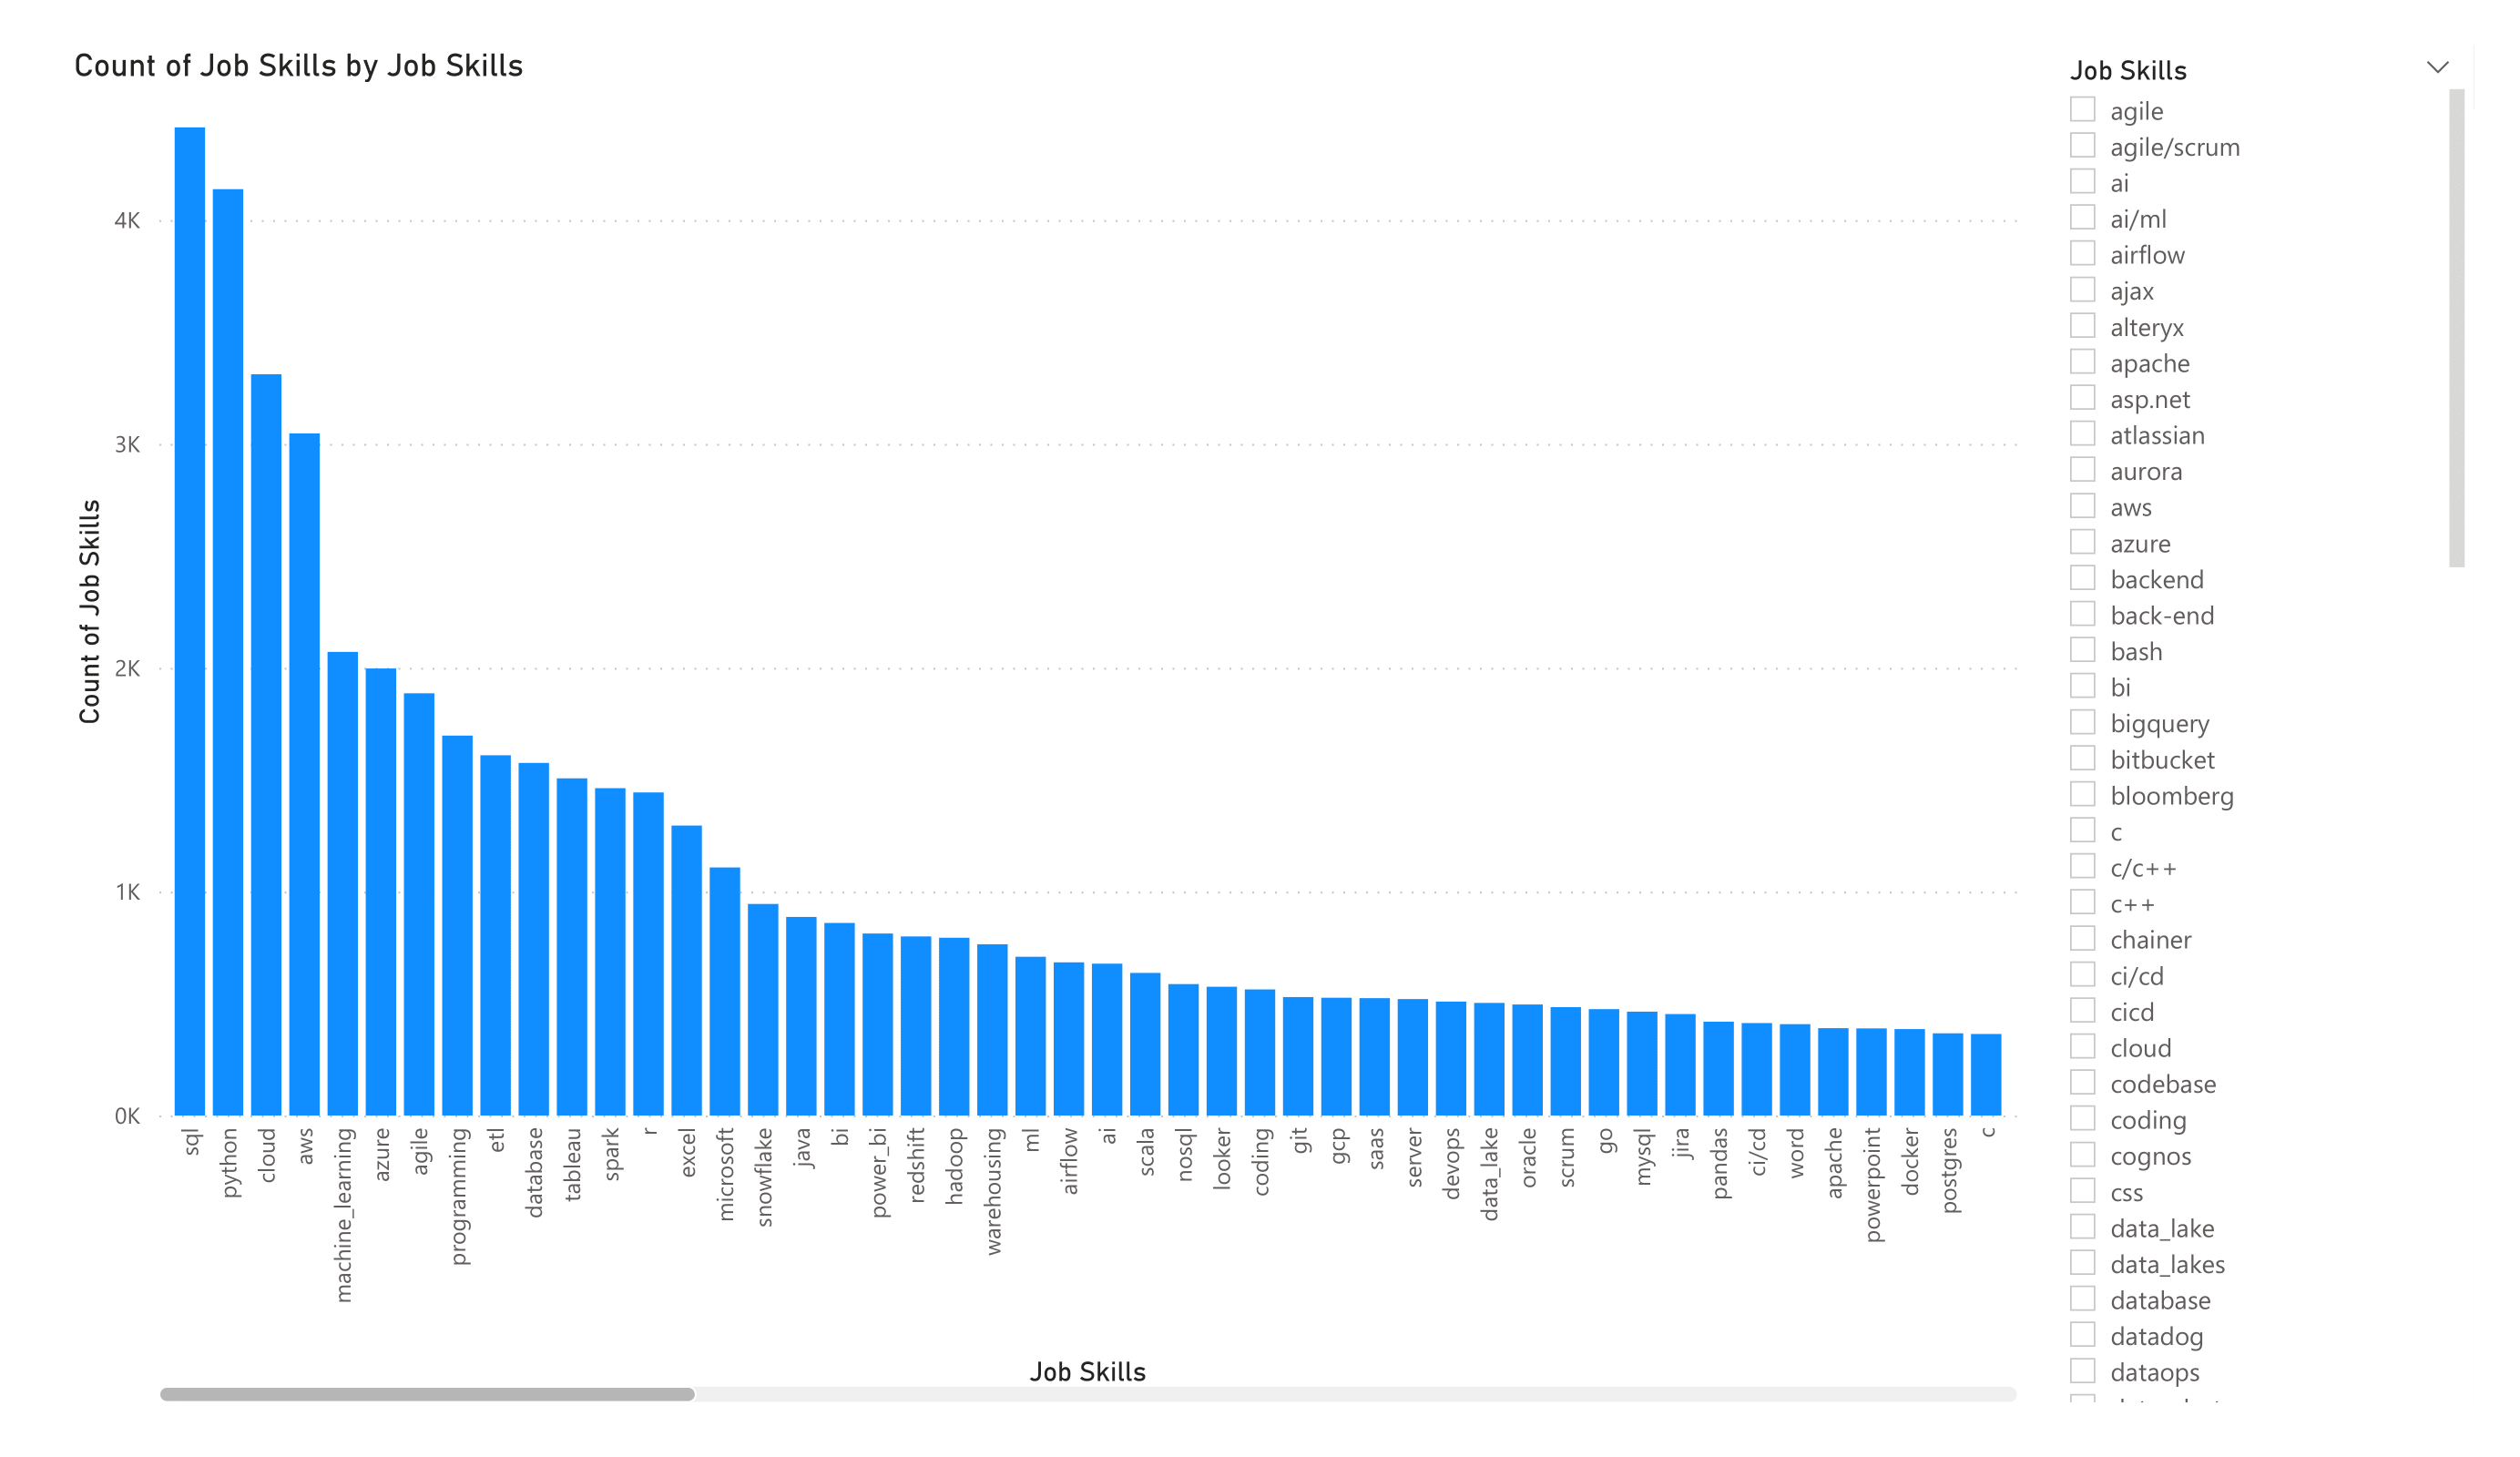 Count of Job Skills by Job Skills
Count of Job Skills
4K
3K
2K
1K
0K
sql
python
cloud
aws
machine_learning
azure
agile
programming
etl
database
tableau
spark
r
excel
microsoft
snowflake
java
bi
power_bi
redshift
hadoop
warehousing
ml
airflow
ai
scala
nosql
looker
coding
git
gcp
saas
server
devops
data_lake
oracle
scrum
go
mysql
jira
pandas
ci/cd
word
apache
powerpoint
docker
postgres
c
Job Skills
Job Skills
agile
agile/scrum
ai
ai/ml
airflow
ajax
alteryx
apache
asp.net
atlassian
aurora
aws
azure
backend
back-end
bash
bi
bigquery
bitbucket
bloomberg
c
c/c++
c++
chainer
ci/cd
cicd
cloud
codebase
coding
cognos
css
data_lake
data_lakes
database
datadog
dataops